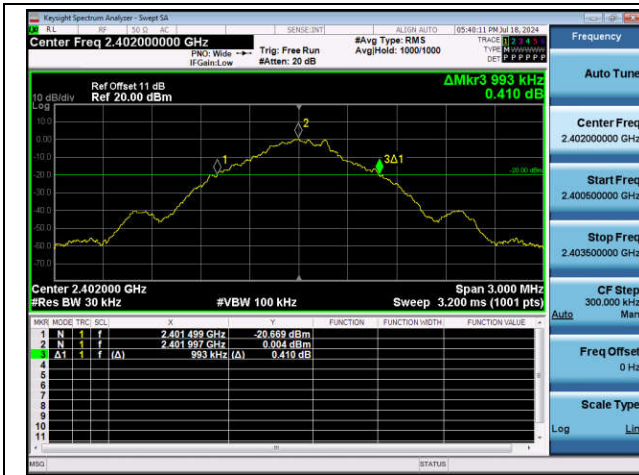 Keysight Spectrum Analyzer - Swept SA
RL RF 50 Ω AC SENSE:INT ALIGN AUTO 05:40:11 PM Jul 18, 2024
Center Freq 2.402000000 GHz
PNO: Wide
IFGain:Low
Trig: Free Run
#Atten: 20 dB
#Avg Type: RMS
Avg|Hold: 1000/1000
TRACE 1 2 3 4 5 6
TYPE M W W W W W
DET P P P P P P
Ref Offset 11 dB
10 dB/div Ref 20.00 dBm
Log
ΔMkr3 993 kHz
0.410 dB
10.0
0.00
-10.0
-20.0
-30.0
-40.0
-50.0
-60.0
-70.0
1
2
3Δ1
-20.00 dBm
Center 2.402000 GHz Span 3.000 MHz
#Res BW 30 kHz #VBW 100 kHz Sweep 3.200 ms (1001 pts)
MKR MODE TRC SCL X Y FUNCTION FUNCTION WIDTH FUNCTION VALUE
1 N 1 f 2.401 499 GHz -20.669 dBm
2 N 1 f 2.401 997 GHz 0.004 dBm
3 Δ1 1 f (Δ) 993 kHz (Δ) 0.410 dB
4
5
6
7
8
9
10
11
MSG STATUS
Frequency
Auto Tune
Center Freq
2.402000000 GHz
Start Freq
2.400500000 GHz
Stop Freq
2.403500000 GHz
CF Step
300.000 kHz
Auto Man
Freq Offset
0 Hz
Scale Type
Log Lin